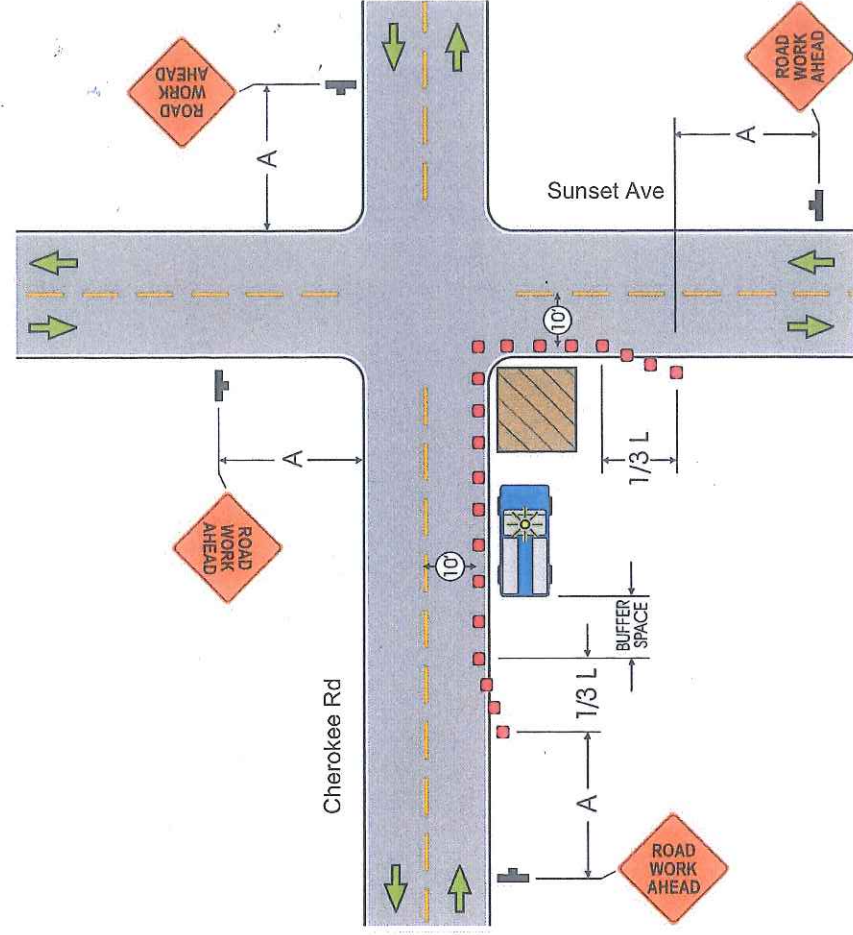 ROAD
WORK
AHEAD
A
ROAD
WORK
AHEAD
A
Sunset Ave
A
ROAD
WORK
AHEAD
A
10'
Cherokee Rd
10'
1/3 L
BUFFER
SPACE
1/3 L
A
ROAD
WORK
AHEAD